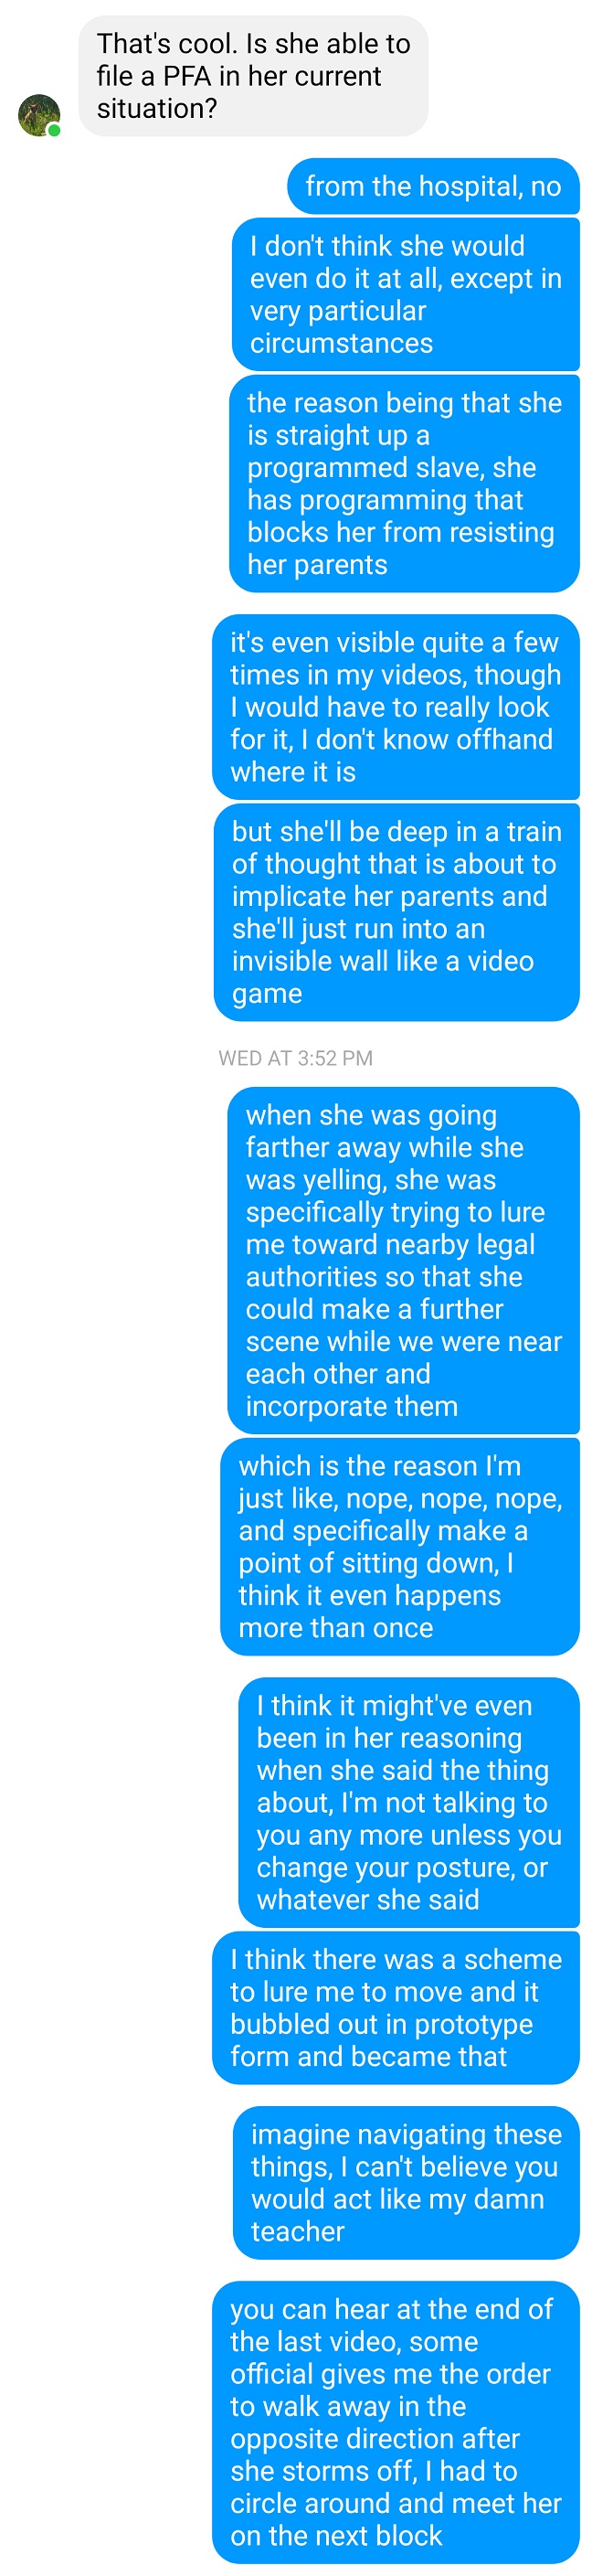 That's cool. Is she able to
file a PFA in her current
situation?
from the hospital, no
I don't think she would
even do it at all, except in
very particular
circumstances
the reason being that she
is straight up a
programmed slave, she
has programming that
blocks her from resisting
her parents
it's even visible quite a few
times in my videos, though
I would have to really look
for it, I don't know offhand
where it is
but she'll be deep in a train
of thought that is about to
implicate her parents and
she'll just run into an
invisible wall like a video
game
WED AT 3:52 PM
when she was going
farther away while she
was yelling, she was
specifically trying to lure
me toward nearby legal
authorities so that she
could make a further
scene while we were near
each other and
incorporate them
which is the reason I'm
just like, nope, nope, nope,
and specifically make a
point of sitting down, I
think it even happens
more than once
I think it might've even
been in her reasoning
when she said the thing
about, I'm not talking to
you any more unless you
change your posture, or
whatever she said
I think there was a scheme
to lure me to move and it
bubbled out in prototype
form and became that
imagine navigating these
things, I can't believe you
would act like my damn
teacher
you can hear at the end of
the last video, some
official gives me the order
to walk away in the
opposite direction after
she storms off, I had to
circle around and meet her
on the next block